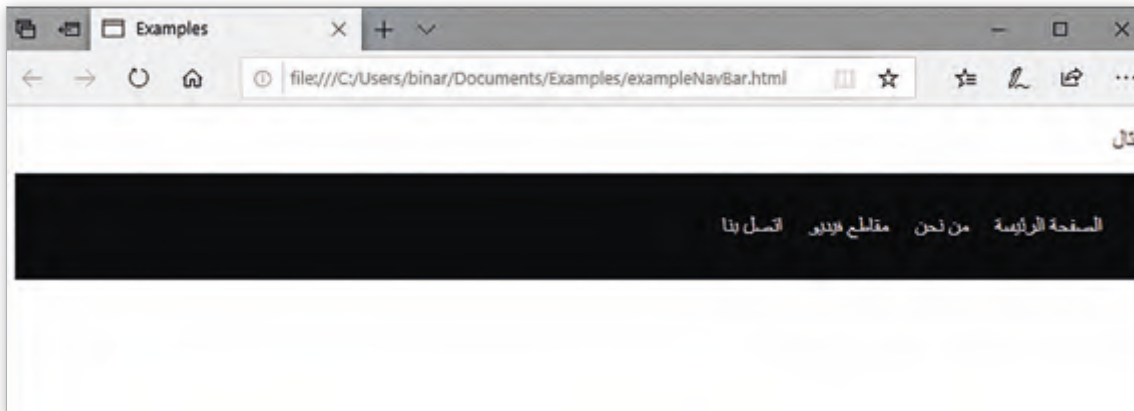 Examples
file:///C:/Users/binar/Documents/Examples/exampleNavBar.html
الصفحة الرئيسة من نحن مقاطع فيديو اتصل بنا